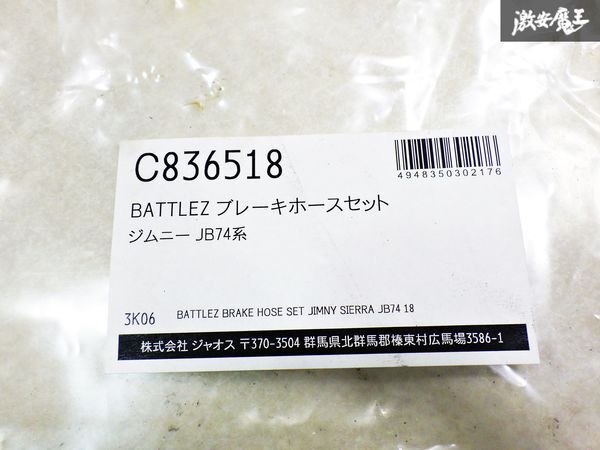 激安魔王
C836518
4948350302176
BATTLEZ ブレーキホースセット
ジムニー JB74系
3K06 BATTLEZ BRAKE HOSE SET JIMNY SIERRA JB74 18
株式会社 ジャオス 〒370-3504 群馬県北群馬郡榛東村広馬場3586-1